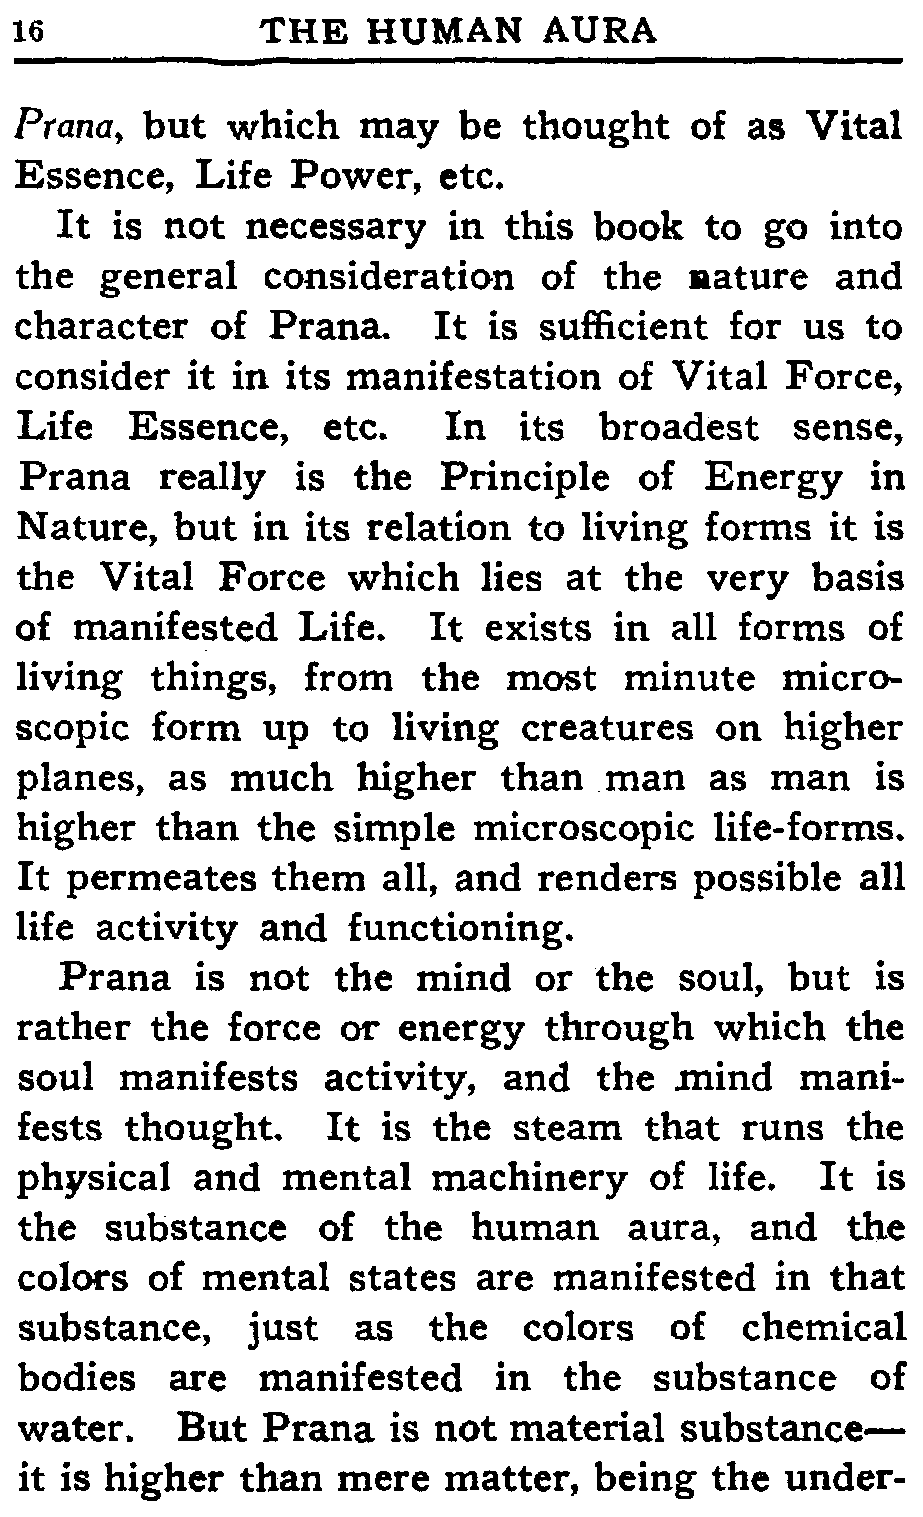 16 THE HUMAN AURA
Prana, but which may be thought of as Vital
Essence, Life Power, etc.
It is not necessary in this book to go into
the general consideration of the nature and
character of Prana. It is sufficient for us to
consider it in its manifestation of Vital Force,
Life Essence, etc. In its broadest sense,
Prana really is the Principle of Energy in
Nature, but in its relation to living forms it is
the Vital Force which lies at the very basis
of manifested Life. It exists in all forms of
living things, from the most minute micro-
scopic form up to living creatures on higher
planes, as much higher than man as man is
higher than the simple microscopic life-forms.
It permeates them all, and renders possible all
life activity and functioning.
Prana is not the mind or the soul, but is
rather the force or energy through which the
soul manifests activity, and the mind mani-
fests thought. It is the steam that runs the
physical and mental machinery of life. It is
the substance of the human aura, and the
colors of mental states are manifested in that
substance, just as the colors of chemical
bodies are manifested in the substance of
water. But Prana is not material substance—
it is higher than mere matter, being the under-